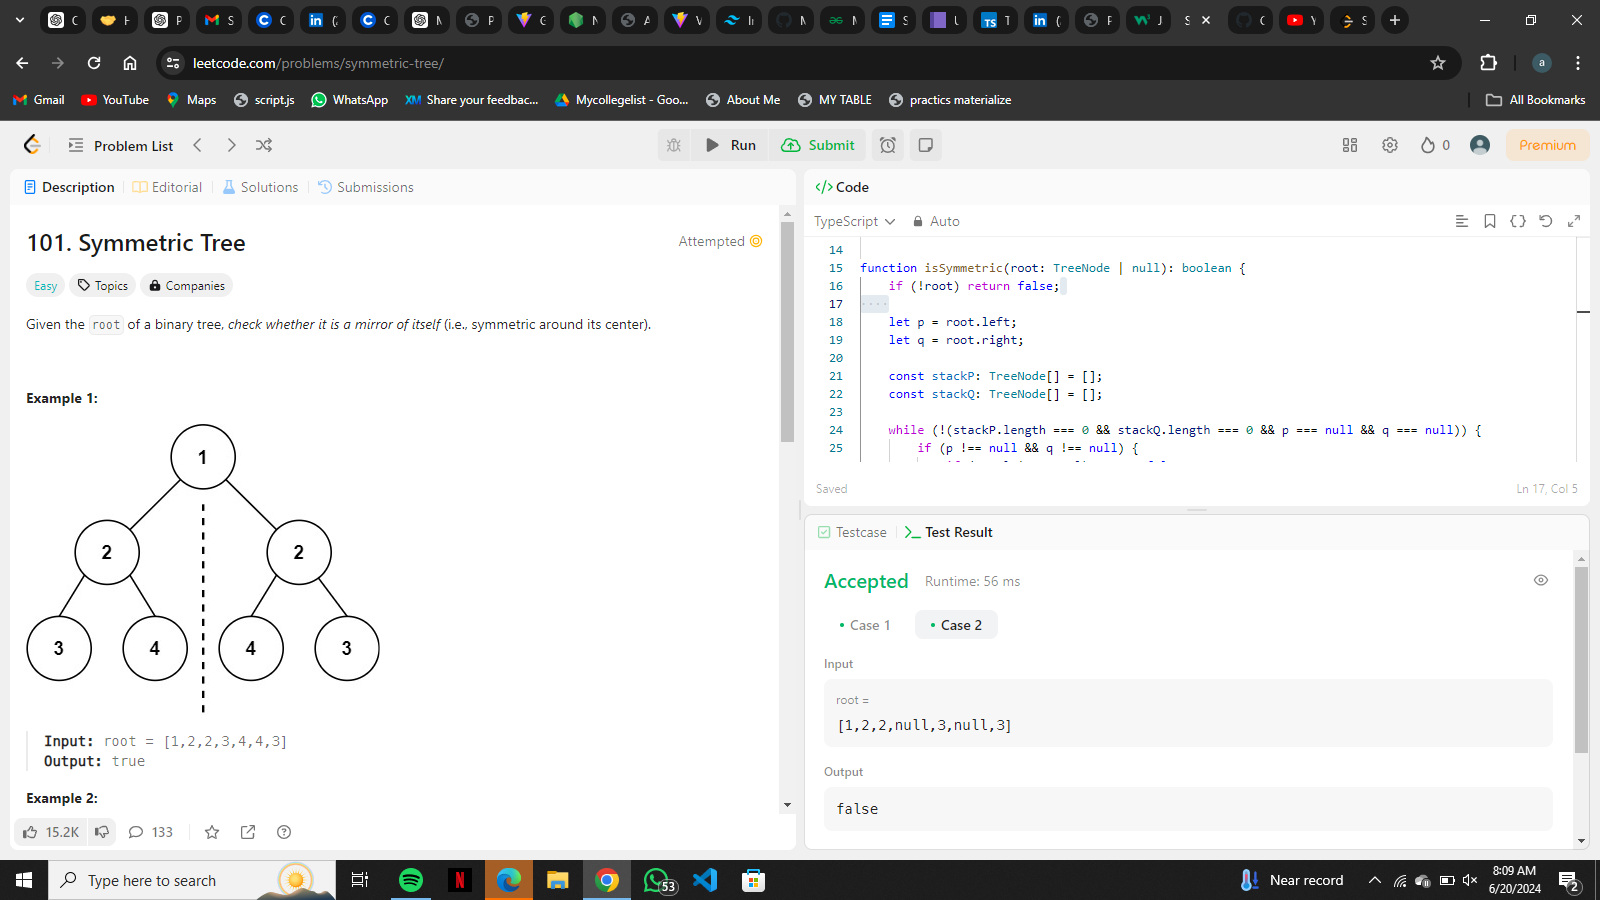 leetcode.com/problems/symmetric-tree/
a
Gmail YouTube Maps script.js WhatsApp XM Share your feedbac... Mycollegelist - Goo... About Me MY TABLE practics materialize All Bookmarks
Problem List Run Submit 0 Premium
Description Editorial Solutions Submissions
101. Symmetric Tree
Attempted
Easy Topics Companies
Given the root of a binary tree, check whether it is a mirror of itself (i.e., symmetric around its center).
Example 1:
1
2 2
3 4 4 3
Input: root = [1,2,2,3,4,4,3]
Output: true
Example 2:
15.2K 133
</> Code
TypeScript Auto
14
15 function isSymmetric(root: TreeNode | null): boolean {
16 if (!root) return false;
17 ····
18 let p = root.left;
19 let q = root.right;
20
21 const stackP: TreeNode[] = [];
22 const stackQ: TreeNode[] = [];
23
24 while (!(stackP.length === 0 && stackQ.length === 0 && p === null && q === null)) {
25 if (p !== null && q !== null) {
Saved Ln 17, Col 5
Testcase Test Result
Accepted Runtime: 56 ms
• Case 1 • Case 2
Input
root =
[1,2,2,null,3,null,3]
Output
false
Type here to search
53
Near record
8:09 AM
6/20/2024
2